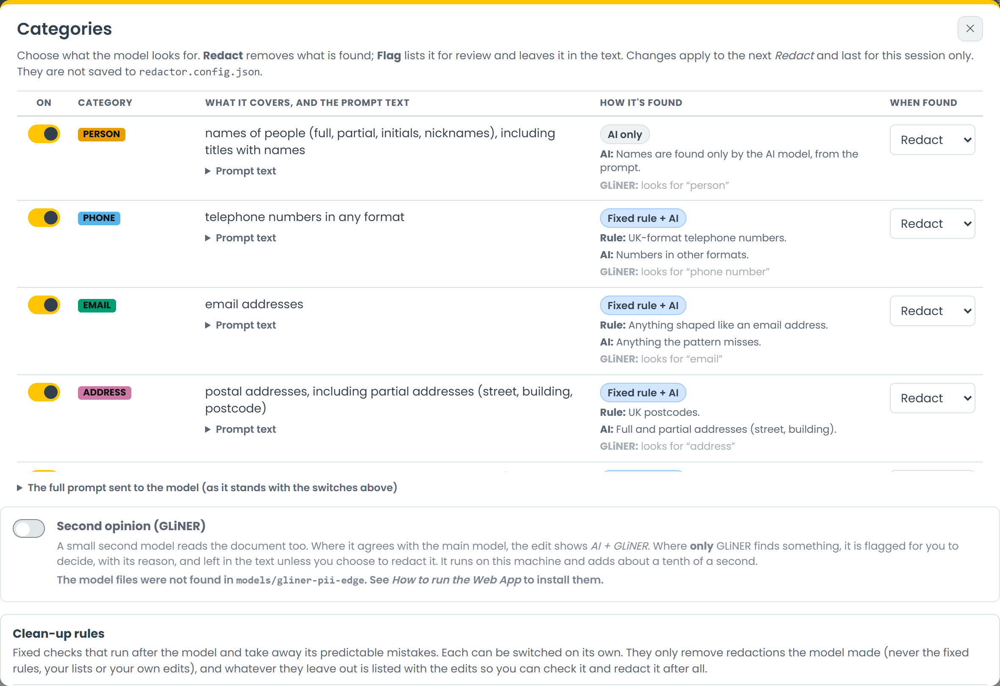 Categories
Choose what the model looks for. Redact removes what is found; Flag lists it for review and leaves it in the text. Changes apply to the next Redact and last for this session only.
They are not saved to redactor.config.json.
ON CATEGORY WHAT IT COVERS, AND THE PROMPT TEXT HOW IT'S FOUND WHEN FOUND
PERSON
names of people (full, partial, initials, nicknames), including
titles with names
▶ Prompt text
AI only
AI: Names are found only by the AI model, from the
prompt.
GLiNER: looks for “person”
Redact
PHONE
telephone numbers in any format
▶ Prompt text
Fixed rule + AI
Rule: UK-format telephone numbers.
AI: Numbers in other formats.
GLiNER: looks for “phone number”
Redact
EMAIL
email addresses
▶ Prompt text
Fixed rule + AI
Rule: Anything shaped like an email address.
AI: Anything the pattern misses.
GLiNER: looks for “email”
Redact
ADDRESS
postal addresses, including partial addresses (street, building,
postcode)
▶ Prompt text
Fixed rule + AI
Rule: UK postcodes.
AI: Full and partial addresses (street, building).
GLiNER: looks for “address”
Redact
▶ The full prompt sent to the model (as it stands with the switches above)
Second opinion (GLiNER)
A small second model reads the document too. Where it agrees with the main model, the edit shows AI + GLiNER. Where only GLiNER finds something, it is flagged for you to
decide, with its reason, and left in the text unless you choose to redact it. It runs on this machine and adds about a tenth of a second.
The model files were not found in models/gliner-pii-edge. See How to run the Web App to install them.
Clean-up rules
Fixed checks that run after the model and take away its predictable mistakes. Each can be switched on its own. They only remove redactions the model made (never the fixed
rules, your lists or your own edits), and whatever they leave out is listed with the edits so you can check it and redact it after all.